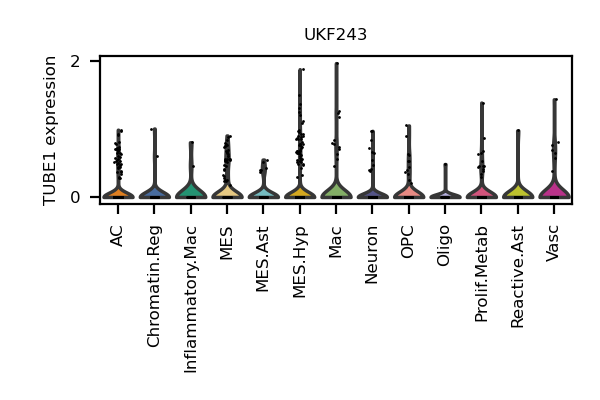 UKF243
TUBE1 expression
2
0
AC
Chromatin.Reg
Inflammatory.Mac
MES
MES.Ast
MES.Hyp
Mac
Neuron
OPC
Oligo
Prolif.Metab
Reactive.Ast
Vasc